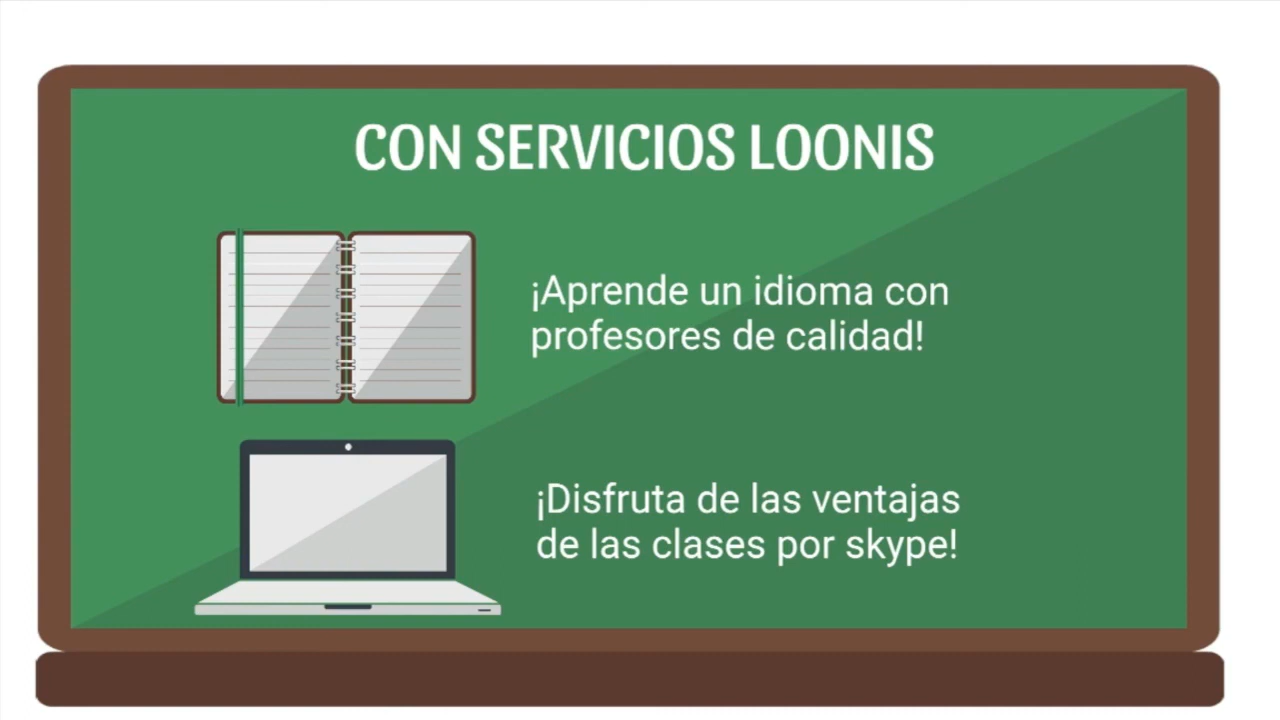 CON SERVICIOS LOONIS
¡Aprende un idioma con
profesores de calidad!
¡Disfruta de las ventajas
de las clases por skype!